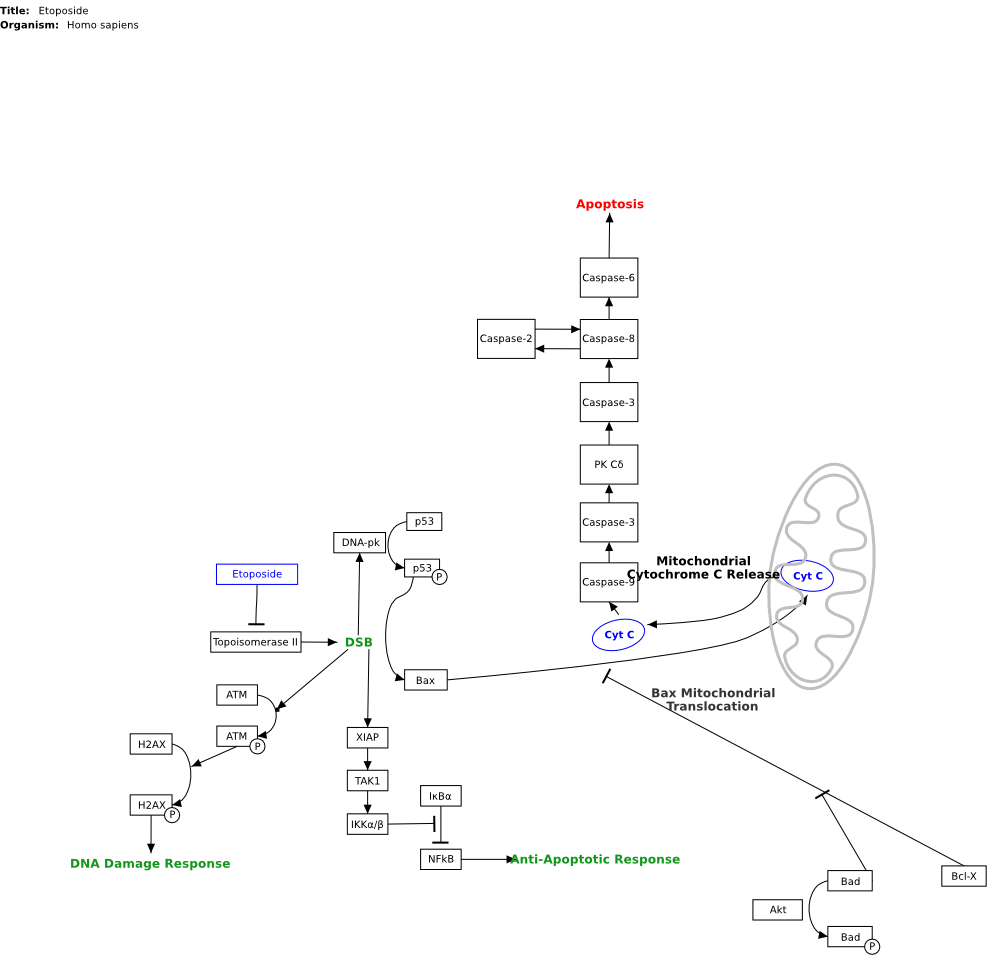 Title: Etoposide
Organism: Homo sapiens
Apoptosis
Caspase-6
Caspase-2
Caspase-8
Caspase-3
PK Cδ
Caspase-3
p53
DNA-pk
p53
P
Mitochondrial
Cytochrome C Release
Caspase-9
Cyt C
Etoposide
Topoisomerase II
DSB
Cyt C
Bax
Bax Mitochondrial
Translocation
ATM
ATM
P
H2AX
H2AX
P
XIAP
TAK1
IκBα
IKKα/β
NFkB
Anti-Apoptotic Response
DNA Damage Response
Bcl-X
Bad
Akt
Bad
P